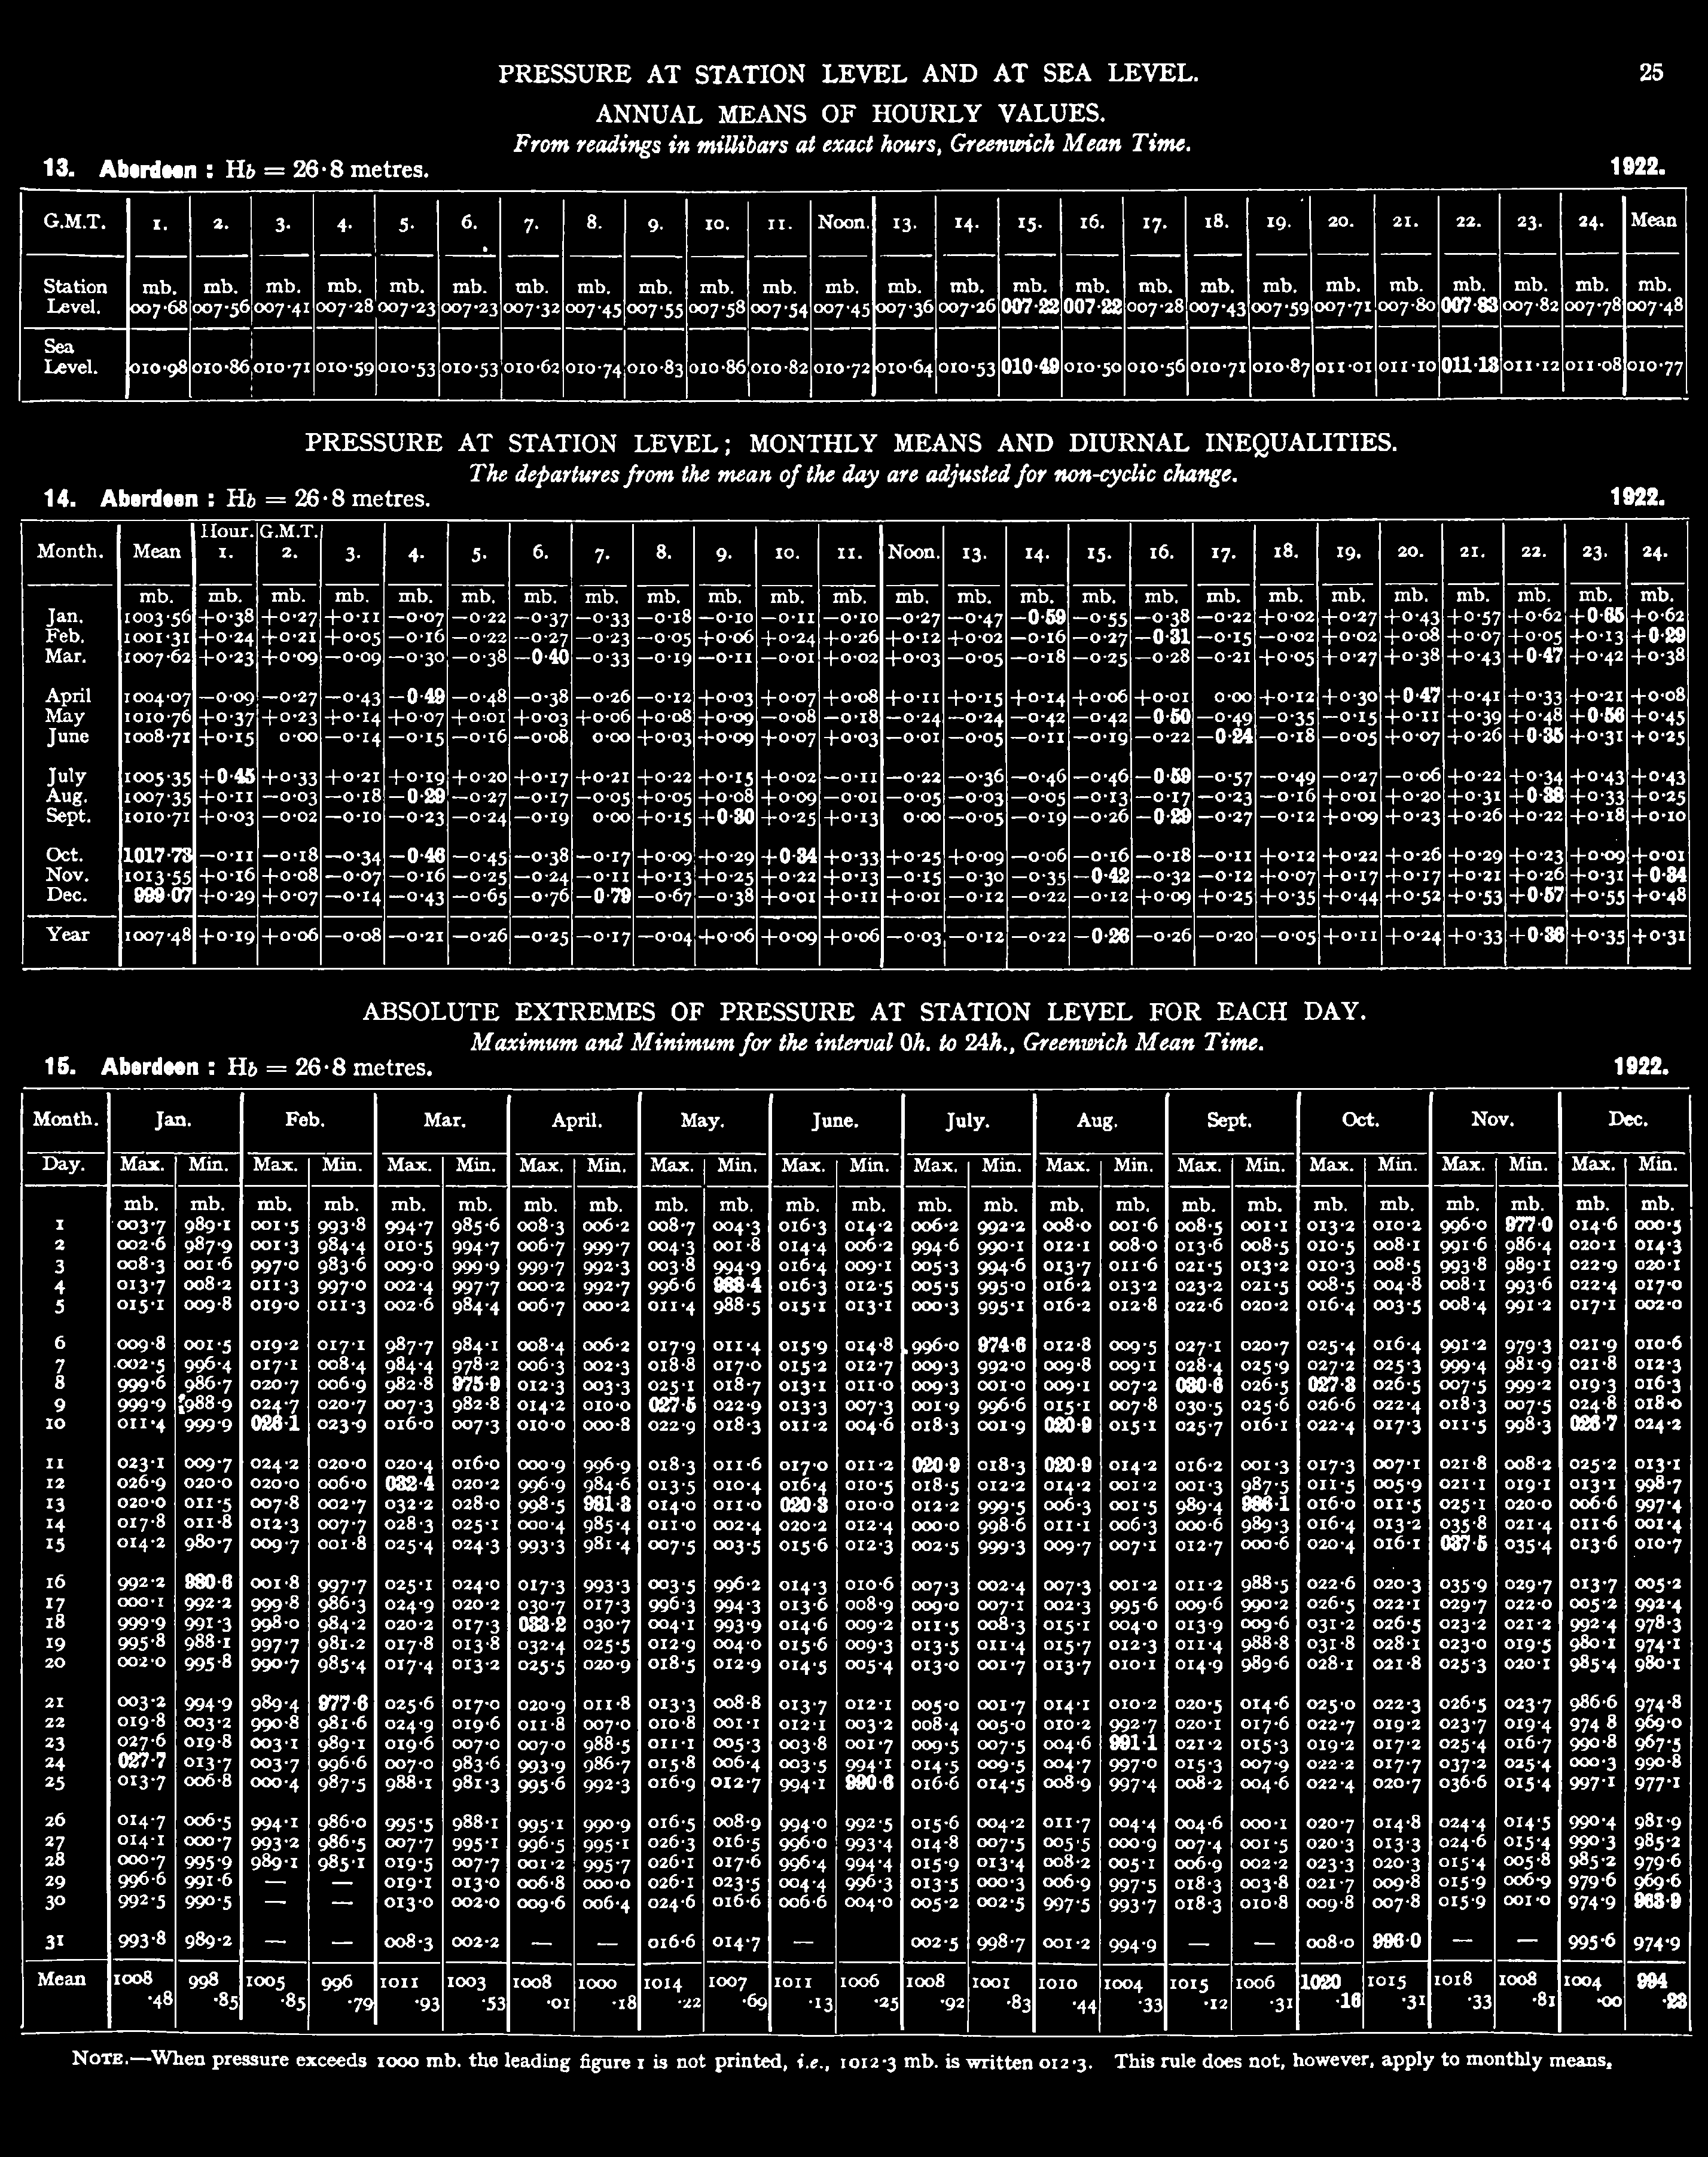 PRESSURE AT STATION LEVEL AND AT SEA LEVEL. 25
ANNUAL MEANS OF HOURLY VALUES.
From readings in millibars at exact hours, Greenwich Mean Time.
13. Aberdeen : Hb = 26·8 metres. 1922.
G.M.T. 1. 2. 3. 4. 5. 6. 7. 8. 9. 10. 11. Noon. 13. 14. 15. 16. 17. 18. 19. 20. 21. 22. 23. 24. Mean
Station mb. mb. mb. mb. mb. mb. mb. mb. mb. mb. mb. mb. mb. mb. mb. mb. mb. mb. mb. mb. mb. mb. mb. mb. mb.
Level. 007·68 007·56 007·41 007·28 007·23 007·23 007·32 007·45 007·55 007·58 007·54 007·45 007·36 007·26 007·22 007·22 007·28 007·43 007·59 007·71 007·80 007·83 007·82 007·78 007·48
Sea
Level. 010·98 010·86 010·71 010·59 010·53 010·53 010·62 010·74 010·83 010·86 010·82 010·72 010·64 010·53 010·49 010·50 010·56 010·71 010·87 011·01 011·10 011·13 011·12 011·08 010·77
PRESSURE AT STATION LEVEL; MONTHLY MEANS AND DIURNAL INEQUALITIES.
The departures from the mean of the day are adjusted for non-cyclic change.
14. Aberdeen : Hb = 26·8 metres. 1922.
Hour. G.M.T.
Month. Mean 1. 2. 3. 4. 5. 6. 7. 8. 9. 10. 11. Noon. 13. 14. 15. 16. 17. 18. 19. 20. 21. 22. 23. 24.
mb. mb. mb. mb. mb. mb. mb. mb. mb. mb. mb. mb. mb. mb. mb. mb. mb. mb. mb. mb. mb. mb. mb. mb. mb.
Jan. 1003·56 +0·38 +0·27 +0·11 −0·07 −0·22 −0·37 −0·33 −0·18 −0·10 −0·11 −0·10 −0·27 −0·47 −0·59 −0·55 −0·38 −0·22 +0·02 +0·27 +0·43 +0·57 +0·62 +0·65 +0·62
Feb. 1001·31 +0·24 +0·21 +0·05 −0·16 −0·22 −0·27 −0·23 −0·05 +0·06 +0·24 +0·26 +0·12 +0·02 −0·16 −0·27 −0·31 −0·15 −0·02 +0·02 +0·08 +0·07 +0·05 +0·13 +0·29
Mar. 1007·62 +0·23 +0·09 −0·09 −0·30 −0·38 −0·40 −0·33 −0·19 −0·11 −0·01 +0·02 +0·03 −0·05 −0·18 −0·25 −0·28 −0·21 +0·05 +0·27 +0·38 +0·43 +0·47 +0·42 +0·38
April 1004·07 −0·09 −0·27 −0·43 −0·49 −0·48 −0·38 −0·26 −0·12 +0·03 +0·07 +0·08 +0·11 +0·15 +0·14 +0·06 +0·01 0·00 +0·12 +0·30 +0·47 +0·41 +0·33 +0·21 +0·08
May 1010·76 +0·37 +0·23 +0·14 +0·07 +0·01 +0·03 +0·06 +0·08 +0·09 −0·08 −0·18 −0·24 −0·24 −0·42 −0·42 −0·50 −0·49 −0·35 −0·15 +0·11 +0·39 +0·48 +0·56 +0·45
June 1008·71 +0·15 0·00 −0·14 −0·15 −0·16 −0·08 0·00 +0·03 +0·09 +0·07 +0·03 −0·01 −0·05 −0·11 −0·19 −0·22 −0·24 −0·18 −0·05 +0·07 +0·26 +0·35 +0·31 +0·25
July 1005·35 +0·45 +0·33 +0·21 +0·19 +0·20 +0·17 +0·21 +0·22 +0·15 +0·02 −0·11 −0·22 −0·36 −0·46 −0·46 −0·59 −0·57 −0·49 −0·27 −0·06 +0·22 +0·34 +0·43 +0·43
Aug. 1007·35 +0·11 −0·03 −0·18 −0·29 −0·27 −0·17 −0·05 +0·05 +0·08 +0·09 −0·01 −0·05 −0·03 −0·05 −0·13 −0·17 −0·23 −0·16 +0·01 +0·20 +0·31 +0·38 +0·33 +0·25
Sept. 1010·71 +0·03 −0·02 −0·10 −0·23 −0·24 −0·19 0·00 +0·15 +0·30 +0·25 +0·13 0·00 −0·05 −0·19 −0·26 −0·29 −0·27 −0·12 +0·09 +0·23 +0·26 +0·22 +0·18 +0·10
Oct. 1017·73 −0·11 −0·18 −0·34 −0·46 −0·45 −0·38 −0·17 +0·09 +0·29 +0·34 +0·33 +0·25 +0·09 −0·06 −0·16 −0·18 −0·11 +0·12 +0·22 +0·26 +0·29 +0·23 +0·09 +0·01
Nov. 1013·55 +0·16 +0·08 −0·07 −0·16 −0·25 −0·24 −0·11 +0·13 +0·25 +0·22 +0·13 −0·15 −0·30 −0·35 −0·42 −0·32 −0·12 +0·07 +0·17 +0·17 +0·21 +0·26 +0·31 +0·34
Dec. 999·07 +0·29 +0·07 −0·14 −0·43 −0·65 −0·76 −0·79 −0·67 −0·38 +0·01 +0·11 +0·01 −0·12 −0·22 −0·12 +0·09 +0·25 +0·35 +0·44 +0·52 +0·53 +0·57 +0·55 +0·48
Year 1007·48 +0·19 +0·06 −0·08 −0·21 −0·26 −0·25 −0·17 −0·04 +0·06 +0·09 +0·06 −0·03 −0·12 −0·22 −0·26 −0·26 −0·20 −0·05 +0·11 +0·24 +0·33 +0·36 +0·35 +0·31
ABSOLUTE EXTREMES OF PRESSURE AT STATION LEVEL FOR EACH DAY.
Maximum and Minimum for the interval 0h. to 24h., Greenwich Mean Time.
15. Aberdeen : Hb = 26·8 metres. 1922.
Month. Jan. Feb. Mar. April. May. June. July. Aug. Sept. Oct. Nov. Dec.
Day. Max. Min. Max. Min. Max. Min. Max. Min. Max. Min. Max. Min. Max. Min. Max. Min. Max. Min. Max. Min. Max. Min. Max. Min.
mb. mb. mb. mb. mb. mb. mb. mb. mb. mb. mb. mb. mb. mb. mb. mb. mb. mb. mb. mb. mb. mb. mb. mb.
1 003·7 989·1 001·5 993·8 994·7 985·6 008·3 006·2 008·7 004·3 016·3 014·2 006·2 992·2 008·0 001·6 008·5 001·1 013·2 010·2 996·0 977·0 014·6 000·5
2 002·6 987·9 001·3 984·4 010·5 994·7 006·7 999·7 004·3 001·8 014·4 006·2 994·6 990·1 012·1 008·0 013·6 008·5 010·5 008·1 991·6 986·4 020·1 014·3
3 008·3 001·6 997·0 983·6 009·0 999·9 999·7 992·3 003·8 994·9 016·4 009·1 005·3 994·6 013·7 011·6 021·5 013·2 010·3 008·5 993·8 989·1 022·9 020·1
4 013·7 008·2 011·3 997·0 002·4 997·7 000·2 992·7 996·6 988·4 016·3 012·5 005·5 995·0 016·2 013·2 023·2 021·5 008·5 004·8 008·1 993·6 022·4 017·0
5 015·1 009·8 019·0 011·3 002·6 984·4 006·7 000·2 011·4 988·5 015·1 013·1 000·3 995·1 016·2 012·8 022·6 020·2 016·4 003·5 008·4 991·2 017·1 002·0
6 009·8 001·5 019·2 017·1 987·7 984·1 008·4 006·2 017·9 011·4 015·9 014·8 996·0 974·6 012·8 009·5 027·1 020·7 025·4 016·4 991·2 979·3 021·9 010·6
7 002·5 996·4 017·1 008·4 984·4 978·2 006·3 002·3 018·8 017·0 015·2 012·7 009·3 992·0 009·8 009·1 028·4 025·9 027·2 025·3 999·4 981·9 021·8 012·3
8 999·6 986·7 020·7 006·9 982·8 975·9 012·3 003·3 025·1 018·7 013·1 011·0 009·3 001·0 009·1 007·2 030·6 026·5 027·3 026·5 007·5 999·2 019·3 016·3
9 999·9 988·9 024·7 020·7 007·3 982·8 014·2 010·0 027·5 022·9 013·3 007·3 001·9 996·6 015·1 007·8 030·5 025·6 026·6 022·4 018·3 007·5 024·8 018·0
10 011·4 999·9 026·1 023·9 016·0 007·3 010·0 000·8 022·9 018·3 011·2 004·6 018·3 001·9 020·9 015·1 025·7 016·1 022·4 017·3 011·5 998·3 026·7 024·2
11 023·1 009·7 024·2 020·0 020·4 016·0 000·9 996·9 018·3 011·6 017·0 011·2 020·9 018·3 020·9 014·2 016·2 001·3 017·3 007·1 021·8 008·2 025·2 013·1
12 026·9 020·0 020·0 006·0 032·4 020·2 996·9 984·6 013·5 010·4 016·4 010·5 018·5 012·2 014·2 001·2 001·3 987·5 011·5 005·9 021·1 019·1 013·1 998·7
13 020·0 011·5 007·8 002·7 032·2 028·0 998·5 981·3 014·0 011·0 020·3 010·0 012·2 999·5 006·3 001·5 989·4 986·1 016·0 011·5 025·1 020·0 006·6 997·4
14 017·8 011·8 012·3 007·7 028·3 025·1 000·4 985·4 011·0 002·4 020·2 012·4 000·0 998·6 011·1 006·3 000·6 989·3 016·4 013·2 035·8 021·4 011·6 001·4
15 014·2 980·7 009·7 001·8 025·4 024·3 993·3 981·4 007·5 003·5 015·6 012·3 002·5 999·3 009·7 007·1 012·7 000·6 020·4 016·1 037·5 035·4 013·6 010·7
16 992·2 980·6 001·8 997·7 025·1 024·0 017·3 993·3 003·5 996·2 014·3 010·6 007·3 002·4 007·3 001·2 011·2 988·5 022·6 020·3 035·9 029·7 013·7 005·2
17 000·1 992·2 999·8 986·3 024·9 020·2 030·7 017·3 996·3 994·3 013·6 008·9 009·0 007·1 002·3 995·6 009·6 990·2 026·5 022·1 029·7 022·0 005·2 992·4
18 999·9 991·3 998·0 984·2 020·2 017·3 033·2 030·7 004·1 993·9 014·6 009·2 011·5 008·3 015·1 004·0 013·9 009·6 031·2 026·5 023·2 021·2 992·4 978·3
19 995·8 988·1 997·7 981·2 017·8 013·8 032·4 025·5 012·9 004·0 015·6 009·3 013·5 011·4 015·7 012·3 011·4 988·8 031·8 028·1 023·0 019·5 980·1 974·1
20 002·0 995·8 990·7 985·4 017·4 013·2 025·5 020·9 018·5 012·9 014·5 005·4 013·0 001·7 013·7 010·1 014·9 989·6 028·1 021·8 025·3 020·1 985·4 980·1
21 003·2 994·9 989·4 977·6 025·6 017·0 020·9 011·8 013·3 008·8 013·7 012·1 005·0 001·7 014·1 010·2 020·5 014·6 025·0 022·3 026·5 023·7 986·6 974·8
22 019·8 003·2 990·8 981·6 024·9 019·6 011·8 007·0 010·8 001·1 012·1 003·2 008·4 005·0 010·2 992·7 020·1 017·6 022·7 019·2 023·7 019·4 974·8 969·0
23 027·6 019·8 003·1 989·1 019·6 007·0 007·0 988·5 011·1 005·3 003·8 001·7 009·5 007·5 004·6 991·1 021·2 015·3 019·2 017·2 025·4 016·7 990·8 967·5
24 027·7 013·7 003·7 996·6 007·0 983·6 993·9 986·7 015·8 006·4 003·5 994·1 014·5 009·5 004·7 997·0 015·3 007·9 022·2 017·7 037·2 025·4 000·3 990·8
25 013·7 006·8 000·4 987·5 988·1 981·3 995·6 992·3 016·9 012·7 994·1 990·6 016·6 014·5 008·9 997·4 008·2 004·6 022·4 020·7 036·6 015·4 997·1 977·1
26 014·7 006·5 994·1 986·0 995·5 988·1 995·1 990·9 016·5 008·9 994·0 992·5 015·6 004·2 011·7 004·4 004·6 000·1 020·7 014·8 024·4 014·5 990·4 981·9
27 014·1 000·7 993·2 986·5 007·7 995·1 996·5 995·1 026·3 016·5 996·0 993·4 014·8 007·5 005·5 000·9 007·4 001·5 020·3 013·3 024·6 015·4 990·3 985·2
28 000·7 995·9 989·1 985·1 019·5 007·7 001·2 995·7 026·1 017·6 996·4 994·4 015·9 013·4 008·2 005·1 006·9 002·2 023·3 020·3 015·4 005·8 985·2 979·6
29 996·6 991·6 — — 019·1 013·0 006·8 000·0 026·1 023·5 004·4 996·3 013·5 000·3 006·9 997·5 018·3 003·8 021·7 009·8 015·9 006·9 979·6 969·6
30 992·5 990·5 — — 013·0 002·0 009·6 006·4 024·6 016·6 006·6 004·0 005·2 002·5 997·5 993·7 018·3 010·8 009·8 007·8 015·9 001·0 974·9 963·9
31 993·8 989·2 — — 008·3 002·2 — — 016·6 014·7 — 002·5 998·7 001·2 994·9 — — 008·0 996·0 — — 995·6 974·9
Mean 1008 998 1005 996 1011 1003 1008 1000 1014 1007 1011 1006 1008 1001 1010 1004 1015 1006 1020 1015 1018 1008 1004 994
·48 ·85 ·85 ·79 ·93 ·53 ·01 ·18 ·22 ·69 ·13 ·25 ·92 ·83 ·44 ·33 ·12 ·31 ·16 ·31 ·33 ·81 ·00 ·23
NOTE.—When pressure exceeds 1000 mb. the leading figure 1 is not printed, i.e., 1012·3 mb. is written 012·3. This rule does not, however, apply to monthly means.